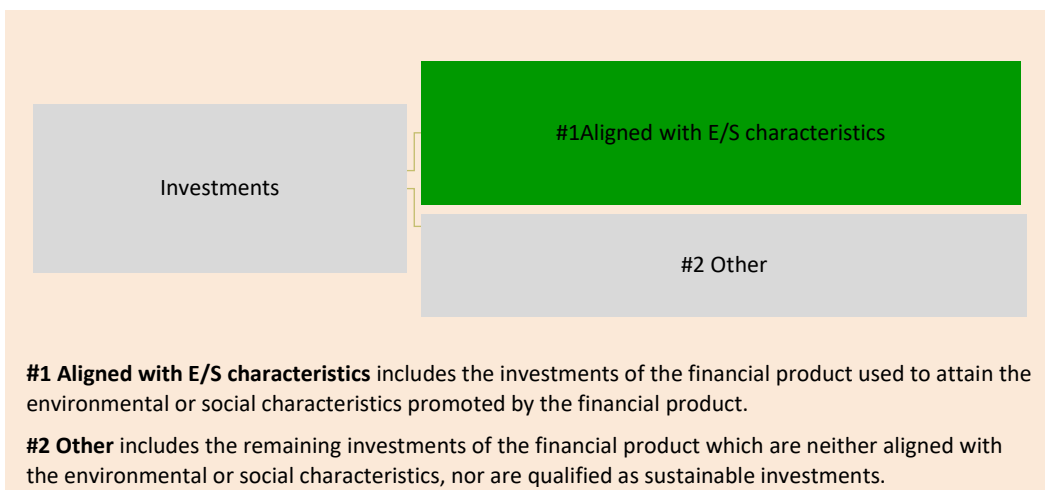 #1Aligned with E/S characteristics
Investments
#2 Other
#1 Aligned with E/S characteristics includes the investments of the financial product used to attain the
environmental or social characteristics promoted by the financial product.
#2 Other includes the remaining investments of the financial product which are neither aligned with
the environmental or social characteristics, nor are qualified as sustainable investments.